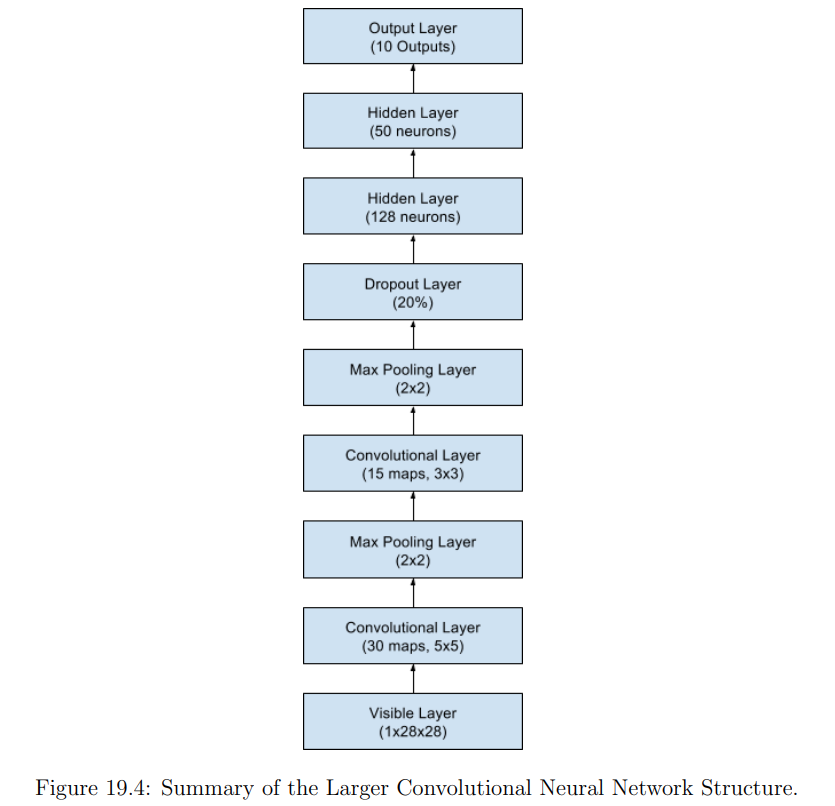 Output Layer
(10 Outputs)
Hidden Layer
(50 neurons)
Hidden Layer
(128 neurons)
Dropout Layer
(20%)
Max Pooling Layer
(2x2)
Convolutional Layer
(15 maps, 3x3)
Max Pooling Layer
(2x2)
Convolutional Layer
(30 maps, 5x5)
Visible Layer
(1x28x28)
Figure 19.4: Summary of the Larger Convolutional Neural Network Structure.